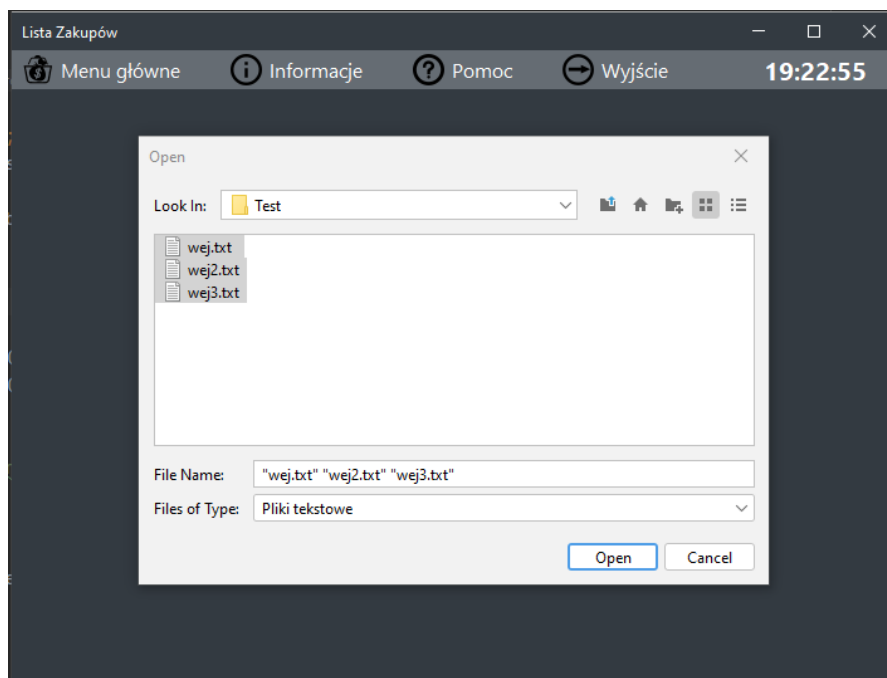 Lista Zakupów
Menu główne Informacje Pomoc Wyjście 19:22:55
Open
Look In: Test
wej.txt
wej2.txt
wej3.txt
File Name: "wej.txt" "wej2.txt" "wej3.txt"
Files of Type: Pliki tekstowe
Open Cancel